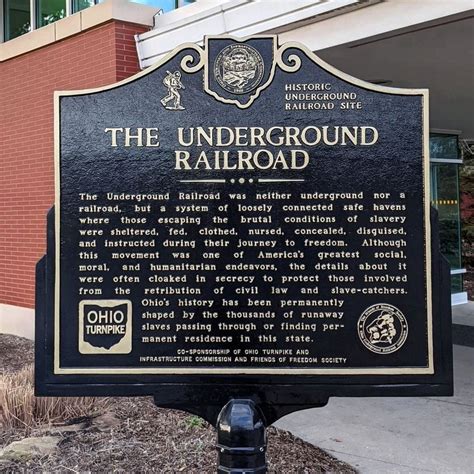 HISTORIC
UNDERGROUND
RAILROAD SITE
THE UNDERGROUND
RAILROAD
The Underground Railroad was neither underground nor a
railroad, but a system of loosely connected safe havens
where those escaping the brutal conditions of slavery
were sheltered, fed, clothed, nursed, concealed, disguised,
and instructed during their journey to freedom. Although
this movement was one of America's greatest social,
moral, and humanitarian endeavors, the details about it
were often cloaked in secrecy to protect those involved
from the retribution of civil law and slave-catchers.
Ohio's history has been permanently
shaped by the thousands of runaway
slaves passing through or finding per-
manent residence in this state.
OHIO
TURNPIKE
CO-SPONSORSHIP OF OHIO TURNPIKE AND
INFRASTRUCTURE COMMISSION AND FRIENDS OF FREEDOM SOCIETY